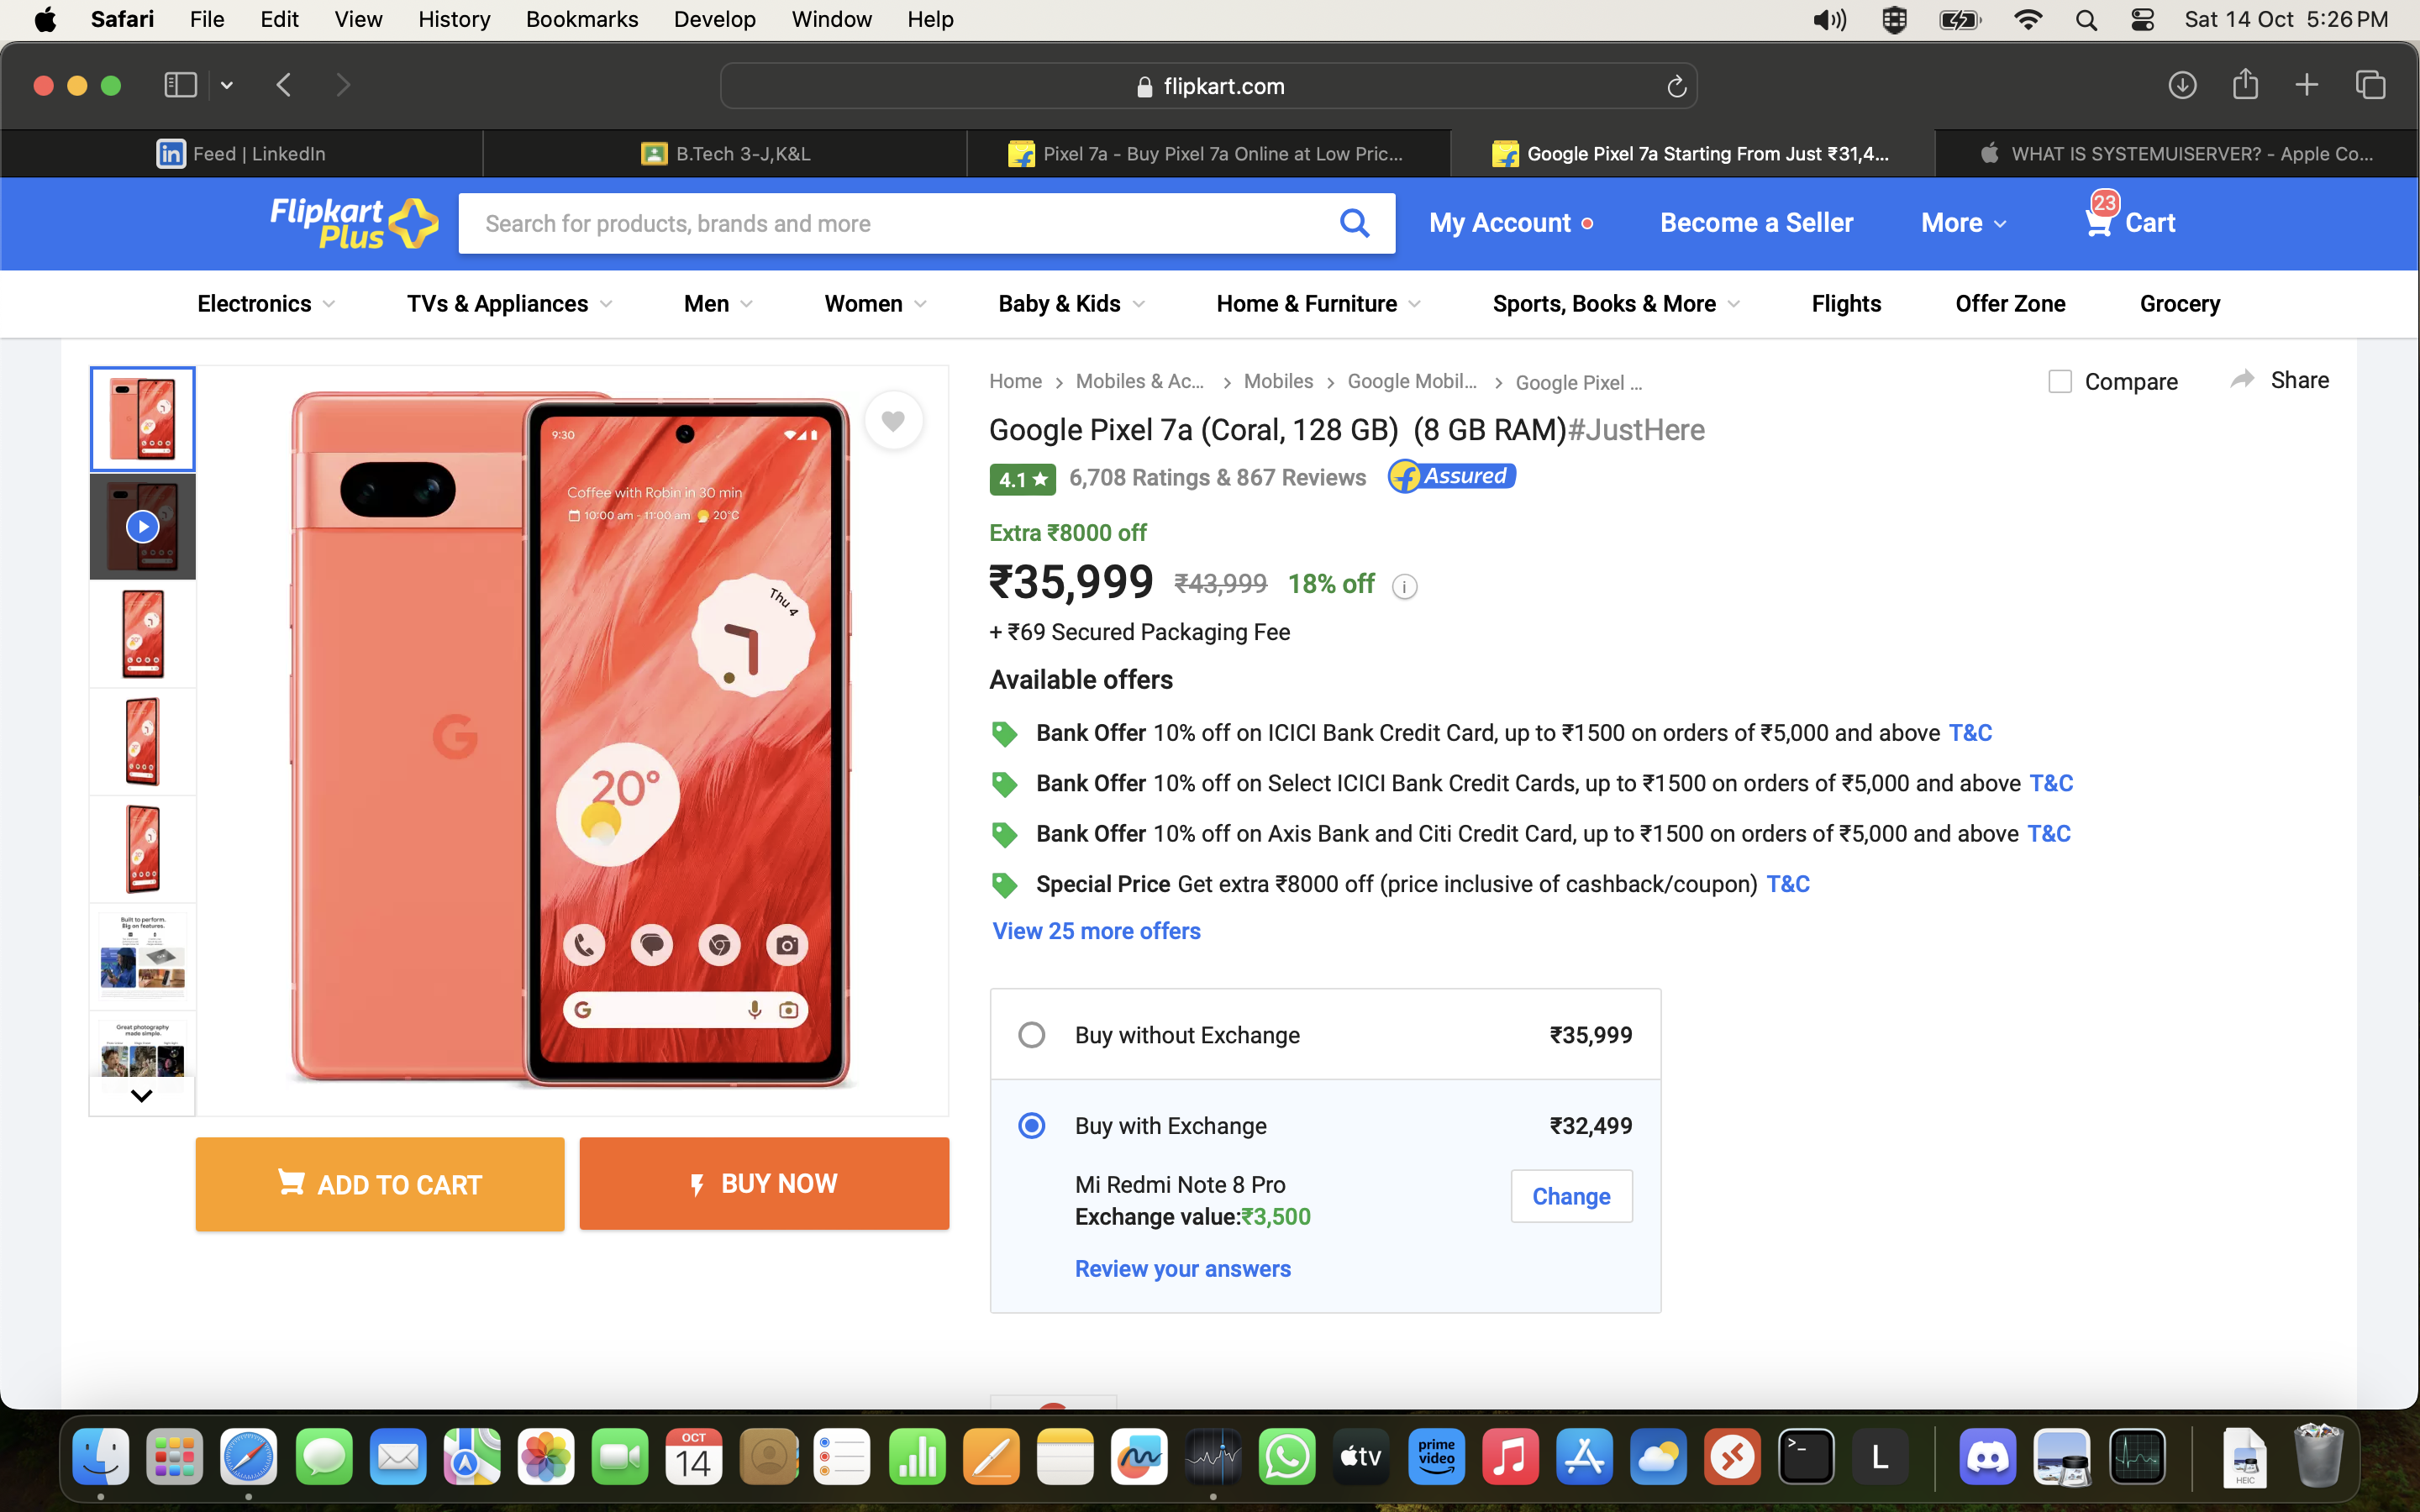 Safari File Edit View History Bookmarks Develop Window Help Sat 14 Oct 5:26 PM
flipkart.com
Feed | LinkedIn
B.Tech 3-J,K&L
Pixel 7a - Buy Pixel 7a Online at Low Pric...
Google Pixel 7a Starting From Just ₹31,4...
WHAT IS SYSTEMUISERVER? - Apple Co...
Flipkart
Plus
Search for products, brands and more
My Account
Become a Seller
More
23
Cart
Electronics TVs & Appliances Men Women Baby & Kids Home & Furniture Sports, Books & More Flights Offer Zone Grocery
Home > Mobiles & Ac... > Mobiles > Google Mobil... > Google Pixel ...
Compare
Share
Google Pixel 7a (Coral, 128 GB) (8 GB RAM)#JustHere
4.1★ 6,708 Ratings & 867 Reviews
Assured
Extra ₹8000 off
₹35,999 ₹43,999 18% off i
+ ₹69 Secured Packaging Fee
Available offers
Bank Offer 10% off on ICICI Bank Credit Card, up to ₹1500 on orders of ₹5,000 and above T&C
Bank Offer 10% off on Select ICICI Bank Credit Cards, up to ₹1500 on orders of ₹5,000 and above T&C
Bank Offer 10% off on Axis Bank and Citi Credit Card, up to ₹1500 on orders of ₹5,000 and above T&C
Special Price Get extra ₹8000 off (price inclusive of cashback/coupon) T&C
View 25 more offers
Buy without Exchange ₹35,999
Buy with Exchange ₹32,499
Mi Redmi Note 8 Pro
Exchange value:₹3,500
Change
Review your answers
9:30
Coffee with Robin in 30 min
10:00 am - 11:00 am 20°C
Thu 4
20°
G
G
Built to perform.
Big on features.
Great photography
made simple.
ADD TO CART
BUY NOW
OCT
14
tv
prime
video
L
HEIC